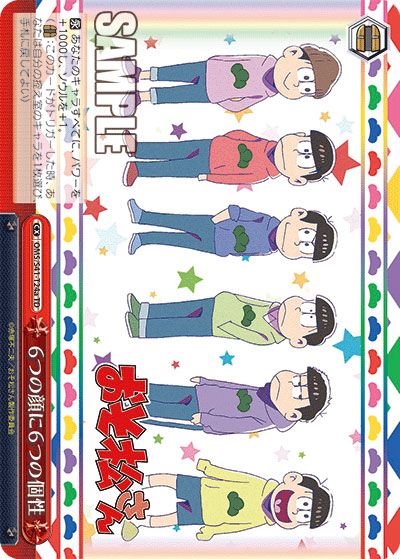 SAMPLE
永 あなたのキャラすべてに、パワーを
+1000し、ソウルを+1。
(:このカードがトリガーした時、あ
なたは自分の控え室のキャラを1枚選び
手札に戻してよい)
おそ松さん
CX OMS/S41-T24a TD
6つの顔に6つの個性
©赤塚不二夫/おそ松さん製作委員会